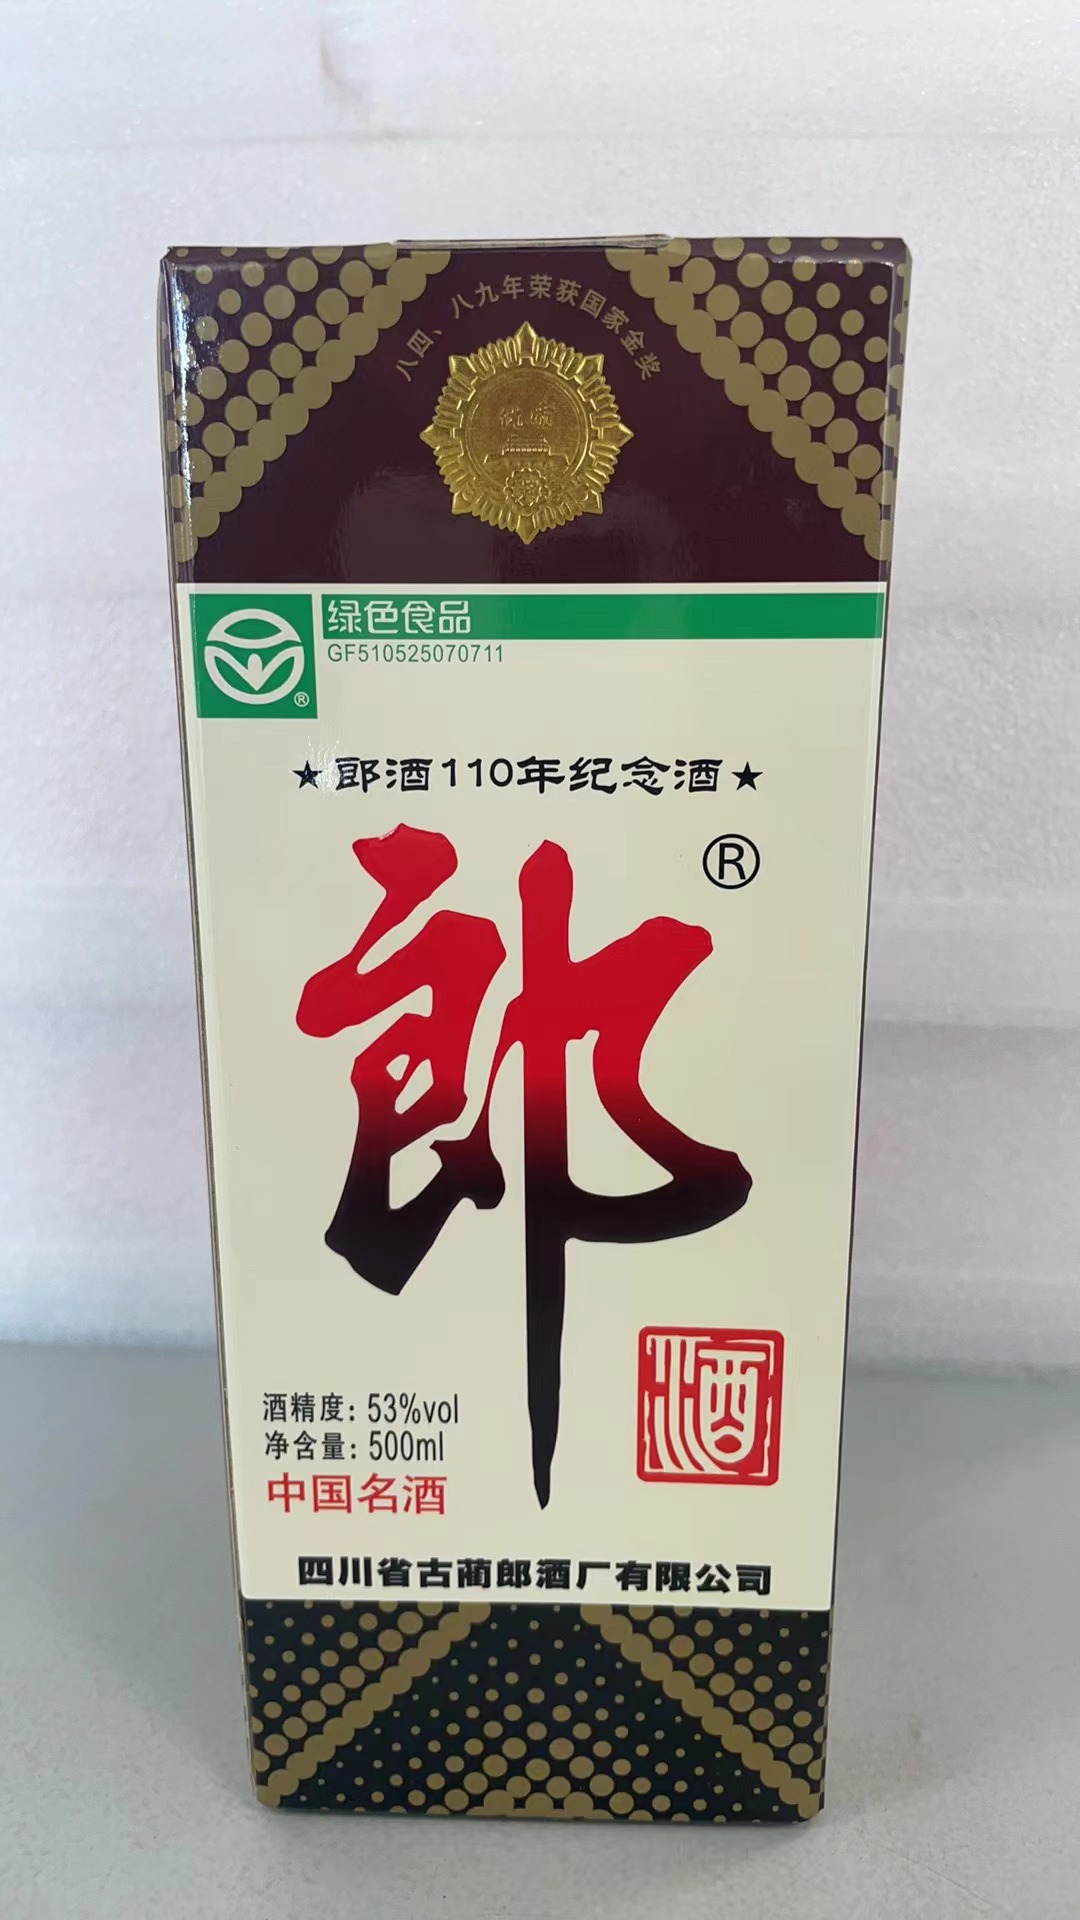 八四、八九年荣获国家金奖
绿色食品
GF510525070711
®
★郎酒110年纪念酒★
郎®
酒
酒精度：53%vol
净含量：500ml
中国名酒
四川省古蔺郎酒厂有限公司